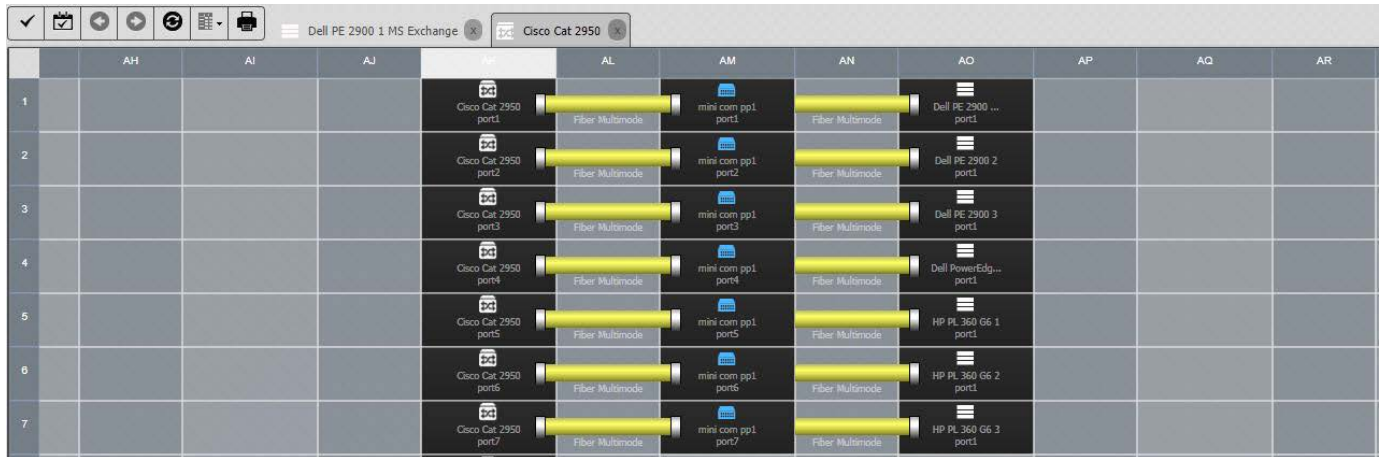 Dell PE 2900 1 MS Exchange x Cisco Cat 2950 x
AH AI AJ AK AL AM AN AO AP AQ AR
1
Cisco Cat 2950 mini com pp1 Dell PE 2900 ...
port1 Fiber Multimode port1 Fiber Multimode port1
2
Cisco Cat 2950 mini com pp1 Dell PE 2900 2
port2 Fiber Multimode port2 Fiber Multimode port1
3
Cisco Cat 2950 mini com pp1 Dell PE 2900 3
port3 Fiber Multimode port3 Fiber Multimode port1
4
Cisco Cat 2950 mini com pp1 Dell PowerEdg...
port4 Fiber Multimode port4 Fiber Multimode port1
5
Cisco Cat 2950 mini com pp1 HP PL 360 G6 1
port5 Fiber Multimode port5 Fiber Multimode port1
6
Cisco Cat 2950 mini com pp1 HP PL 360 G6 2
port6 Fiber Multimode port6 Fiber Multimode port1
7
Cisco Cat 2950 mini com pp1 HP PL 360 G6 3
port7 Fiber Multimode port7 Fiber Multimode port1